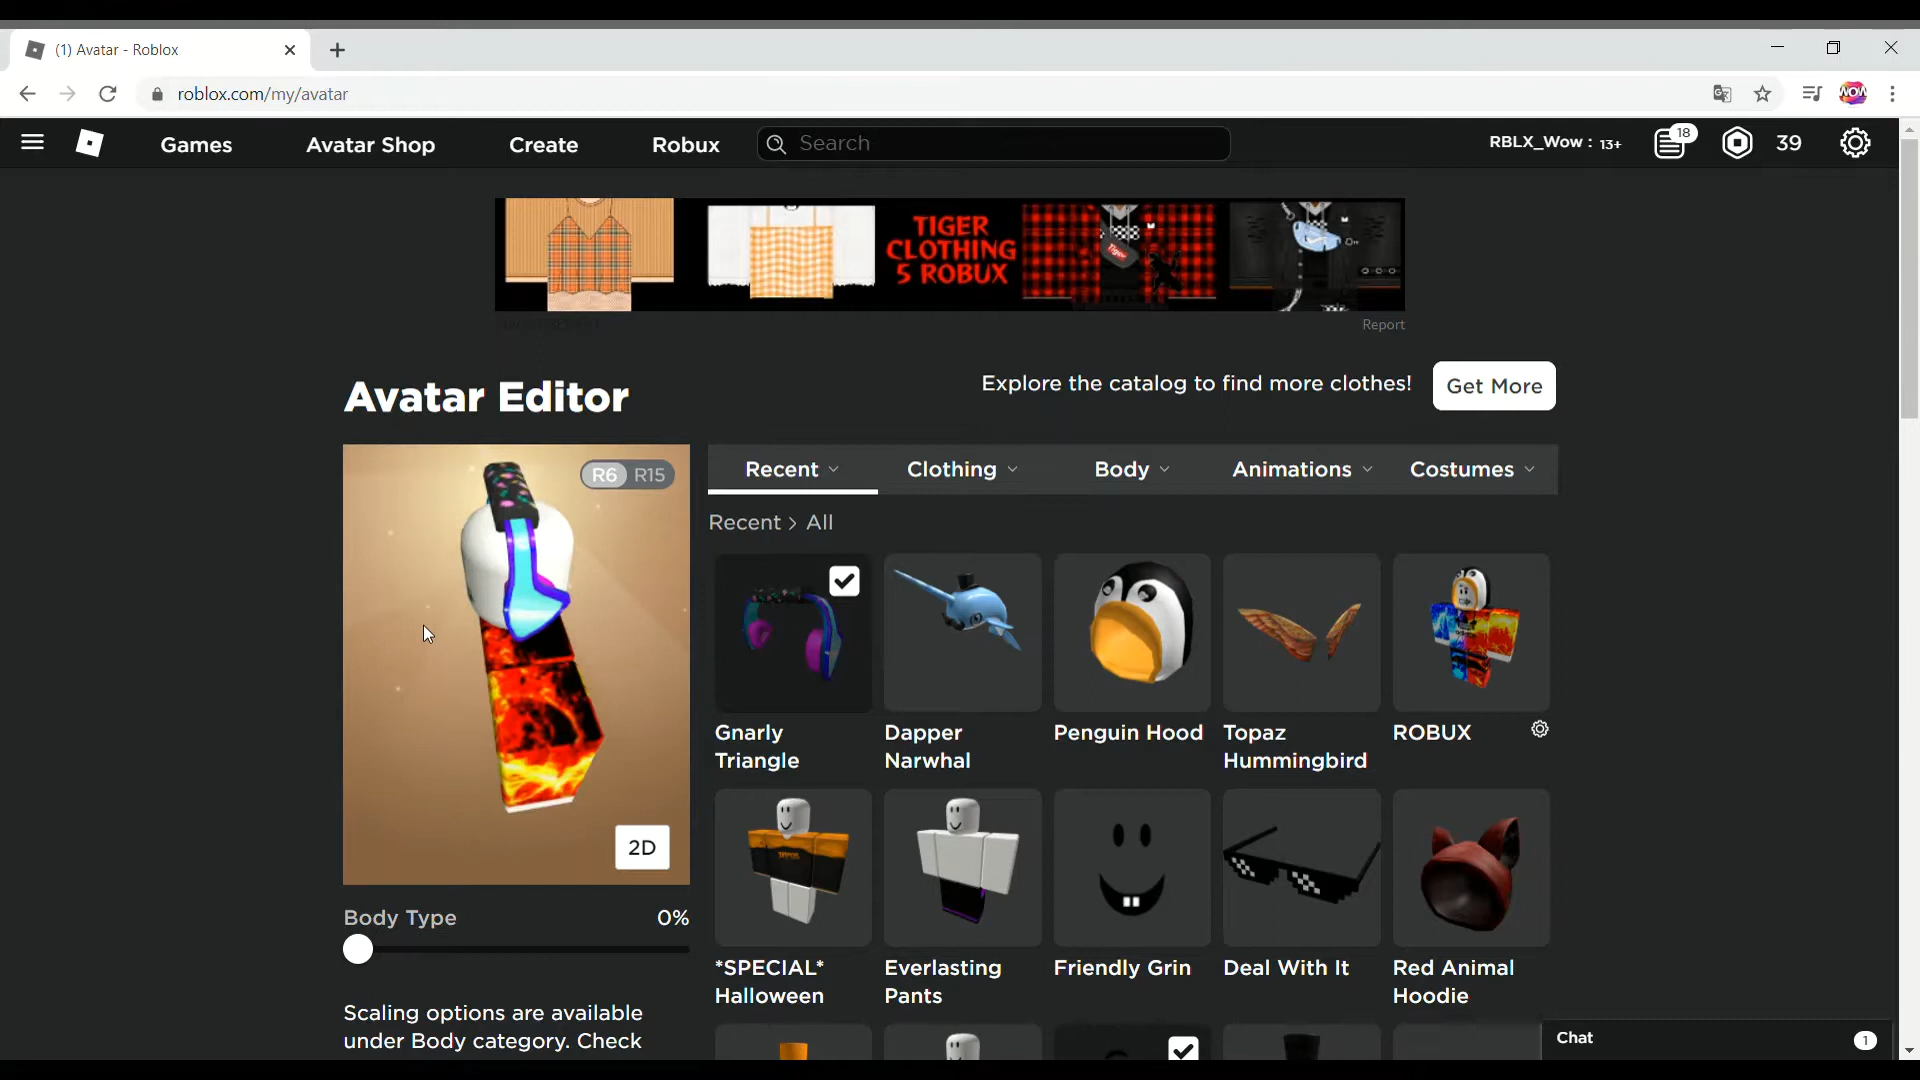 (1) Avatar - Roblox
roblox.com/my/avatar
WOW
Games
Avatar Shop
Create
Robux
Search
RBLX_Wow : 13+
18
39
TIGER
CLOTHING
5 ROBUX
Report
Avatar Editor
Explore the catalog to find more clothes!
Get More
R6 R15
2D
Body Type
0%
Scaling options are available
under Body category. Check
Recent
Clothing
Body
Animations
Costumes
Recent > All
Gnarly
Triangle
Dapper
Narwhal
Penguin Hood
Topaz
Hummingbird
ROBUX
*SPECIAL*
Halloween
Everlasting
Pants
Friendly Grin
Deal With It
Red Animal
Hoodie
Chat
1